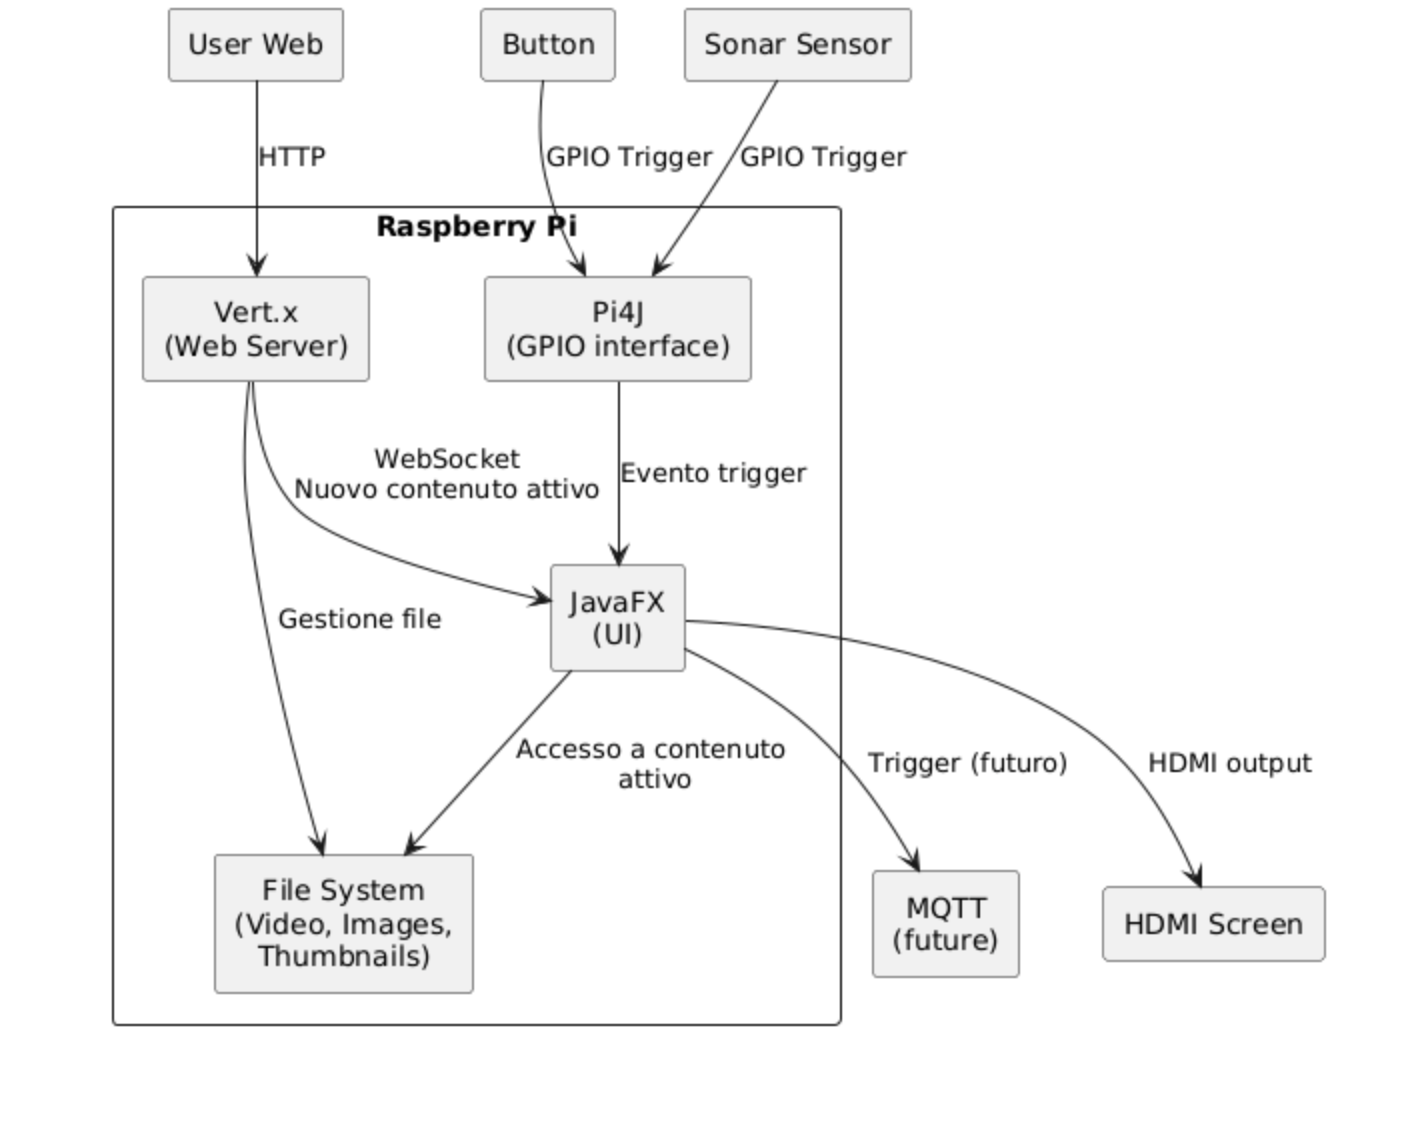 User Web
Button
Sonar Sensor
HTTP
GPIO Trigger
GPIO Trigger
Raspberry Pi
Vert.x
(Web Server)
Pi4J
(GPIO interface)
WebSocket
Nuovo contenuto attivo
Evento trigger
JavaFX
(UI)
Gestione file
Accesso a contenuto
attivo
Trigger (futuro)
HDMI output
File System
(Video, Images,
Thumbnails)
MQTT
(future)
HDMI Screen